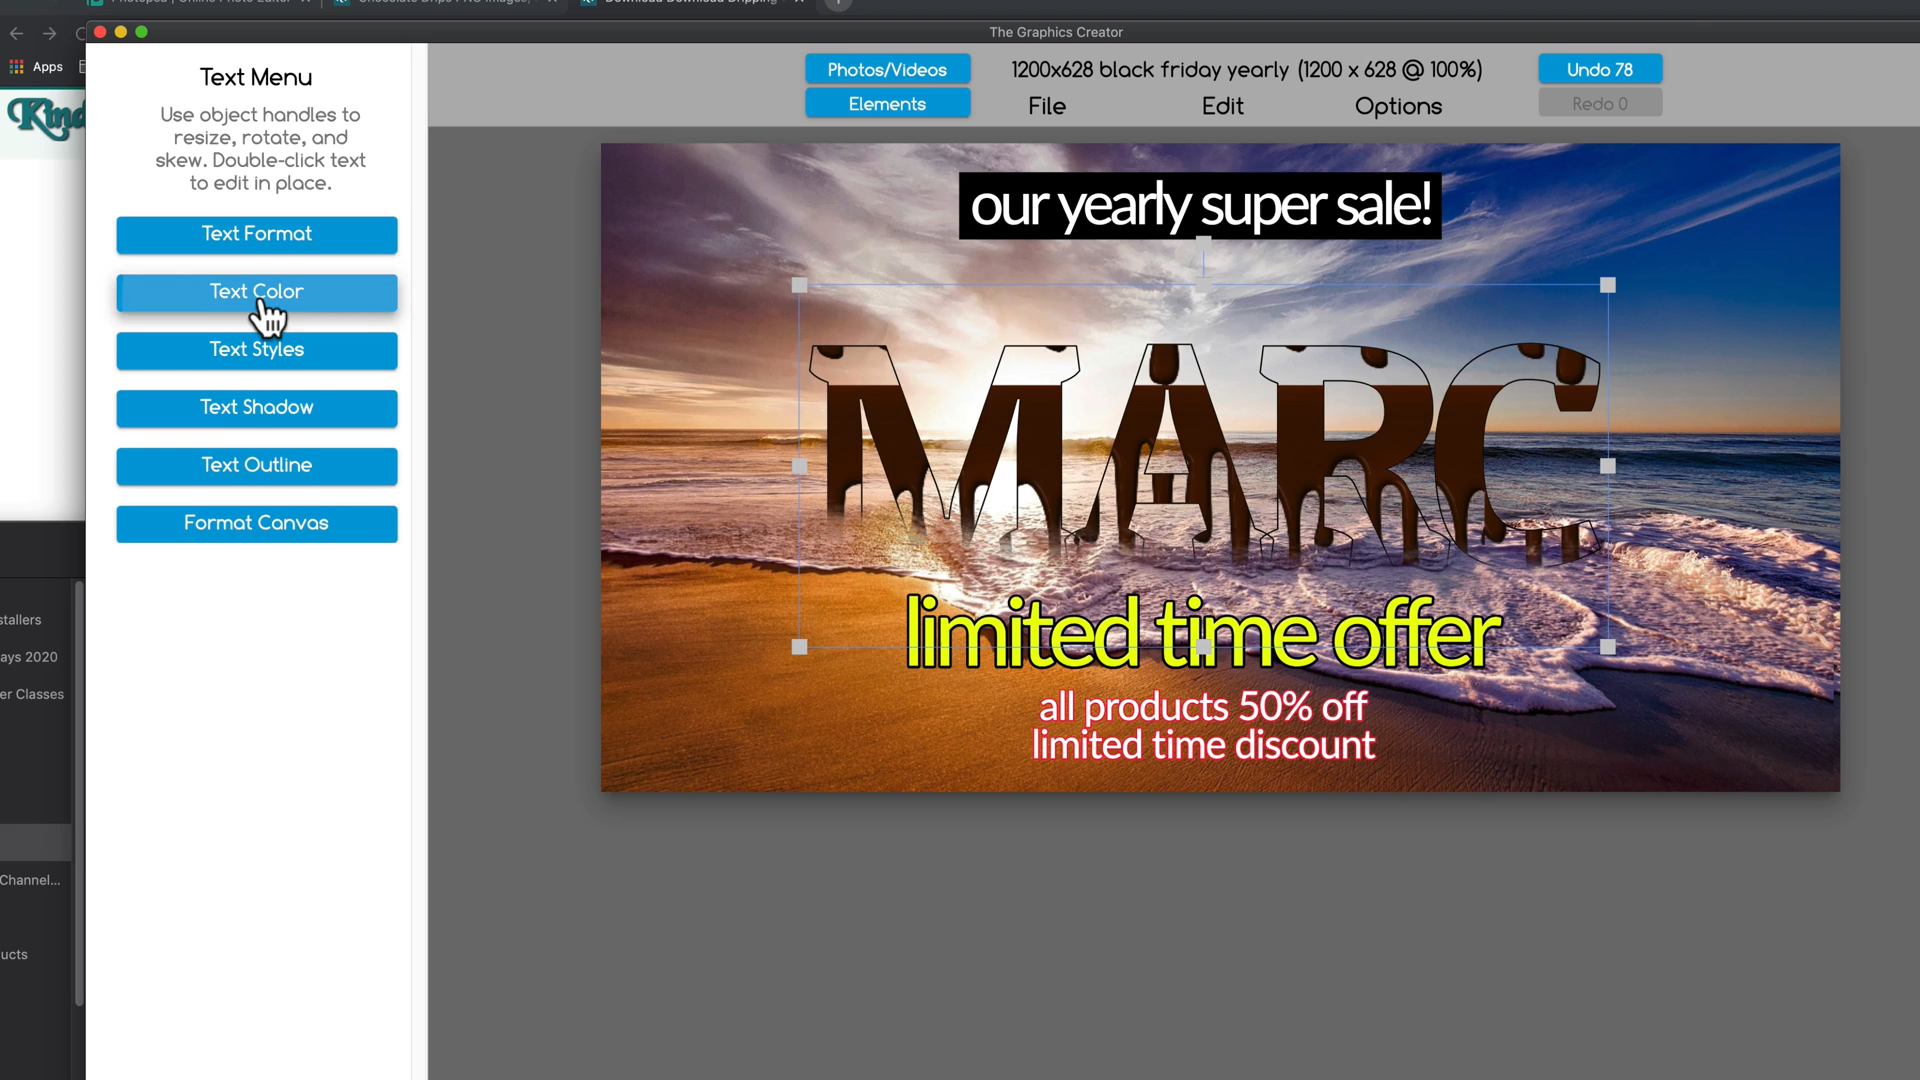 The Graphics Creator
Apps
Kind
Text Menu
Use object handles to
resize, rotate, and
skew. Double-click text
to edit in place.
Text Format
Text Color
Text Styles
Text Shadow
Text Outline
Format Canvas
Photos/Videos
Elements
1200x628 black friday yearly (1200 x 628 @ 100%)
File Edit Options
Undo 78
Redo 0
our yearly super sale!
MARC
limited time offer
all products 50% off
limited time discount
stallers
ays 2020
er Classes
Channel...
ucts